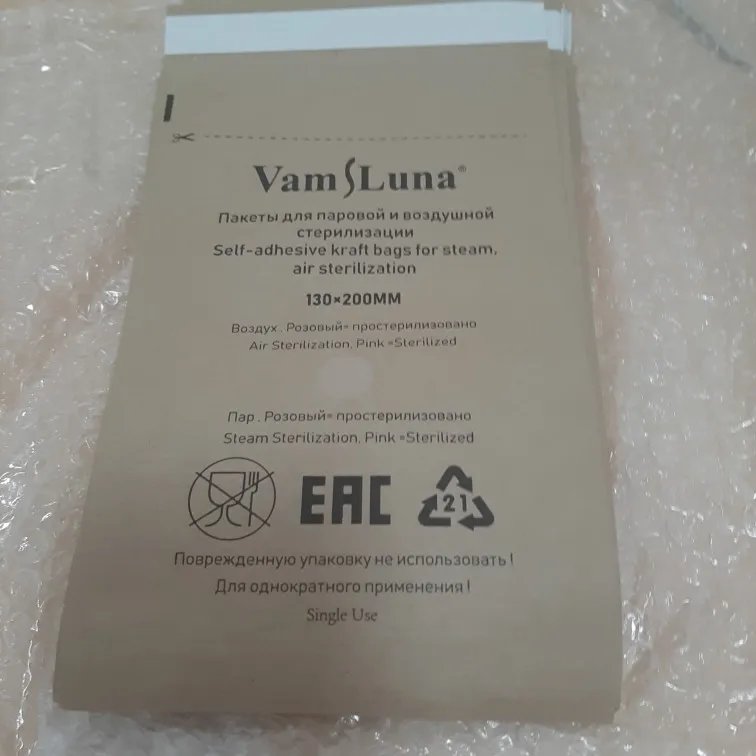 Vam Luna®
Пакеты для паровой и воздушной
стерилизации
Self-adhesive kraft bags for steam,
air sterilization
130×200MM
Воздух . Розовый= простерилизовано
Air Sterilization, Pink =Sterilized
Пар . Розовый= простерилизовано
Steam Sterilization, Pink =Sterilized
EAC 21
Поврежденную упаковку не использовать !
Для однократного применения !
Single Use